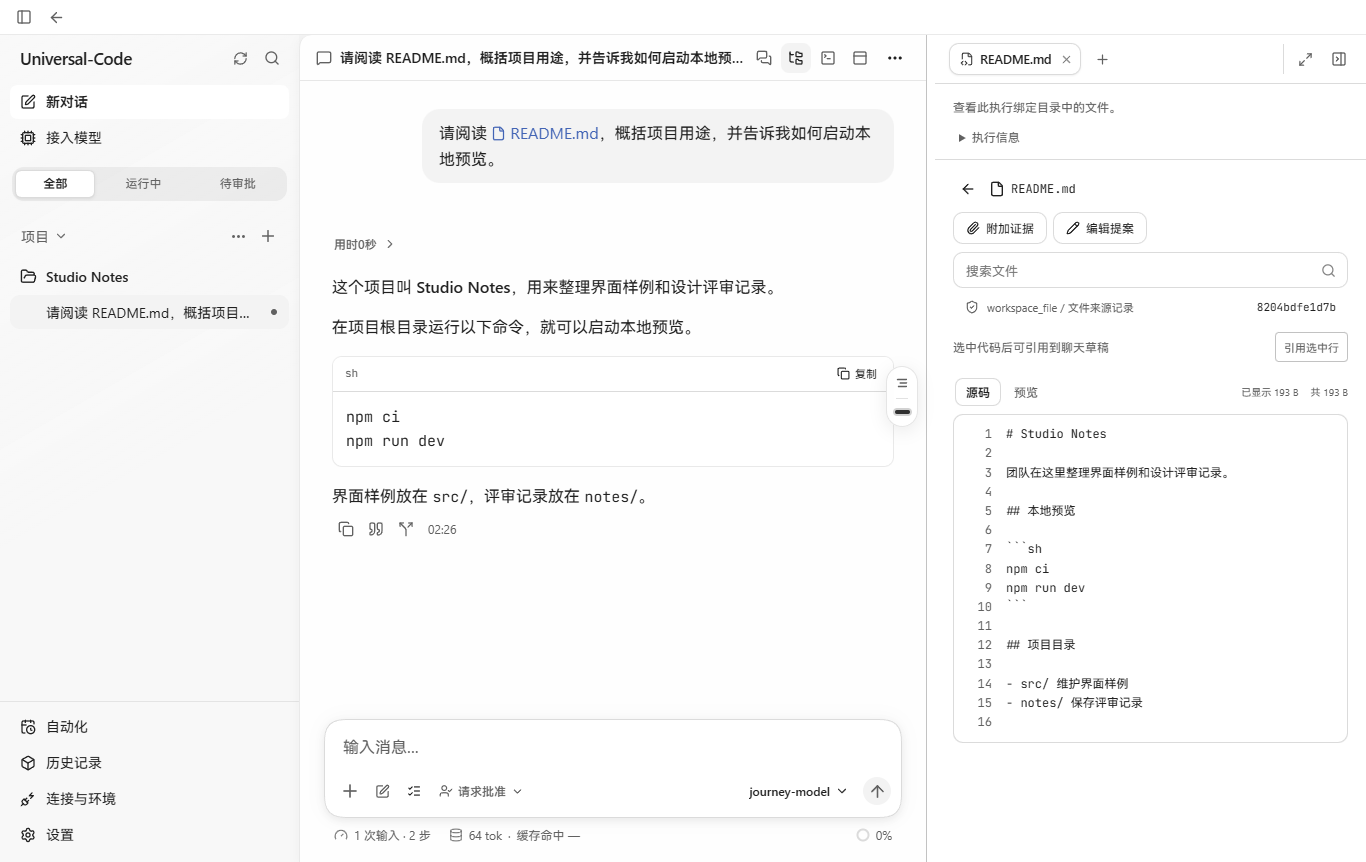 Universal-Code
新对话
接入模型
全部
运行中
待审批
项目
Studio Notes
请阅读 README.md，概括项目...
自动化
历史记录
连接与环境
设置
请阅读 README.md，概括项目用途，并告诉我如何启动本地预...
请阅读 README.md，概括项目用途，并告诉我如何启动本
地预览。
用时0秒
这个项目叫 Studio Notes，用来整理界面样例和设计评审记录。
在项目根目录运行以下命令，就可以启动本地预览。
sh
复制
npm ci
npm run dev
界面样例放在 src/，评审记录放在 notes/。
02:26
输入消息...
请求批准
journey-model
1 次输入 · 2 步
64 tok · 缓存命中 —
0%
README.md
查看此执行绑定目录中的文件。
执行信息
README.md
附加证据
编辑提案
搜索文件
workspace_file / 文件来源记录
8204bdfe1d7b
选中代码后可引用到聊天草稿
引用选中行
源码
预览
已显示 193 B
共 193 B
1 # Studio Notes
2
3 团队在这里整理界面样例和设计评审记录。
4
5 ## 本地预览
6
7 ```sh
8 npm ci
9 npm run dev
10 ```
11
12 ## 项目目录
13
14 - src/ 维护界面样例
15 - notes/ 保存评审记录
16